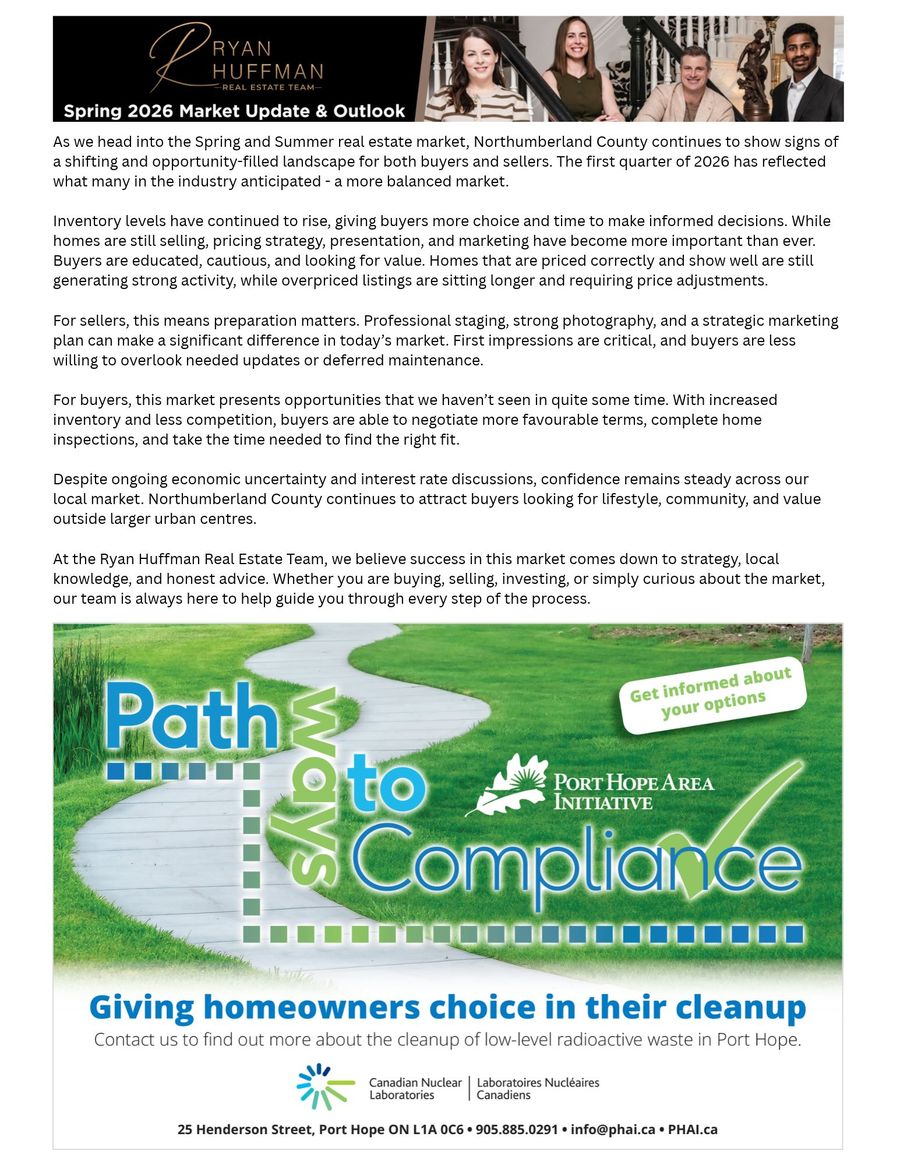 RYAN
HUFFMAN
REAL ESTATE TEAM
Spring 2026 Market Update & Outlook
As we head into the Spring and Summer real estate market, Northumberland County continues to show signs of
a shifting and opportunity-filled landscape for both buyers and sellers. The first quarter of 2026 has reflected
what many in the industry anticipated - a more balanced market.
Inventory levels have continued to rise, giving buyers more choice and time to make informed decisions. While
homes are still selling, pricing strategy, presentation, and marketing have become more important than ever.
Buyers are educated, cautious, and looking for value. Homes that are priced correctly and show well are still
generating strong activity, while overpriced listings are sitting longer and requiring price adjustments.
For sellers, this means preparation matters. Professional staging, strong photography, and a strategic marketing
plan can make a significant difference in today’s market. First impressions are critical, and buyers are less
willing to overlook needed updates or deferred maintenance.
For buyers, this market presents opportunities that we haven’t seen in quite some time. With increased
inventory and less competition, buyers are able to negotiate more favourable terms, complete home
inspections, and take the time needed to find the right fit.
Despite ongoing economic uncertainty and interest rate discussions, confidence remains steady across our
local market. Northumberland County continues to attract buyers looking for lifestyle, community, and value
outside larger urban centres.
At the Ryan Huffman Real Estate Team, we believe success in this market comes down to strategy, local
knowledge, and honest advice. Whether you are buying, selling, investing, or simply curious about the market,
our team is always here to help guide you through every step of the process.
Get informed about
your options
Path
ways
to
Compliance
PORT HOPE AREA
INITIATIVE
Giving homeowners choice in their cleanup
Contact us to find out more about the cleanup of low-level radioactive waste in Port Hope.
Canadian Nuclear | Laboratoires Nucléaires
Laboratories | Canadiens
25 Henderson Street, Port Hope ON L1A 0C6 • 905.885.0291 • info@phai.ca • PHAI.ca